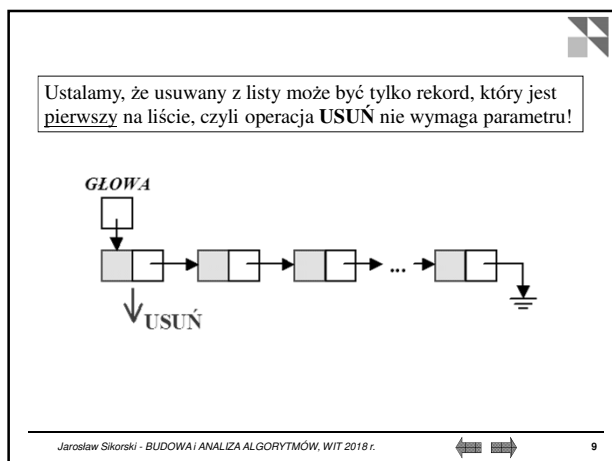 Ustalamy, że usuwany z listy może być tylko rekord, który jest
pierwszy na liście, czyli operacja USUŃ nie wymaga parametru!
GŁOWA
...
USUŃ
Jarosław Sikorski - BUDOWA i ANALIZA ALGORYTMÓW, WIT 2018 r.
9